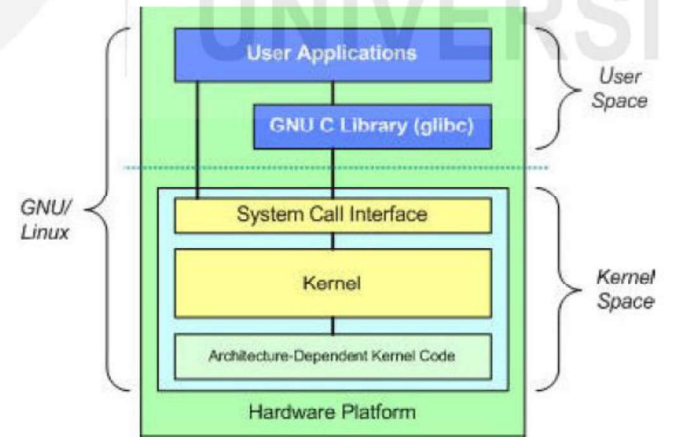 UNIVERSI
User Applications
User
Space
GNU C Library (glibc)
GNU/
Linux
System Call Interface
Kernel
Kernel
Space
Architecture-Dependent Kernel Code
Hardware Platform